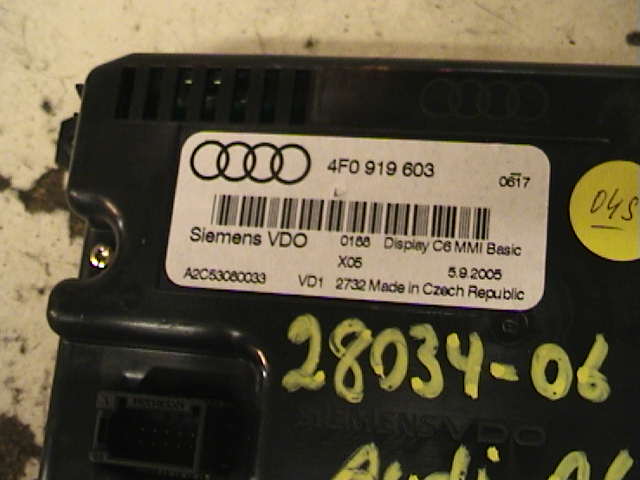 4F0 919 603
0617
Siemens VDO 0188 Display C6 MMI Basic
X05 5.9.2005
A2C53080033 VD1 2732 Made in Czech Republic
04S
28034-06
SIEMENS VDO
Audi